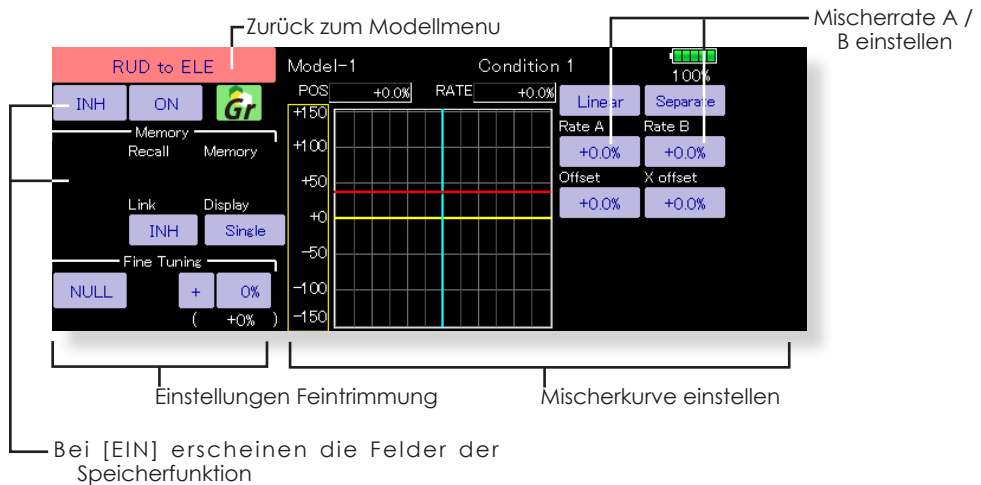 Zurück zum Modellmenu
Mischerrate A /
B einstellen
RUD to ELE
Model-1
Condition 1
100%
INH
ON
Gr
POS
+0.0%
RATE
+0.0%
Linear
Separate
Memory
Recall
Memory
Rate A
Rate B
+0.0%
+0.0%
Offset
X offset
+0.0%
+0.0%
Link
Display
INH
Single
Fine Tuning
NULL
+
0%
( +0% )
+150
+100
+50
+0
-50
-100
-150
Einstellungen Feintrimmung
Mischerkurve einstellen
Bei [EIN] erscheinen die Felder der
Speicherfunktion